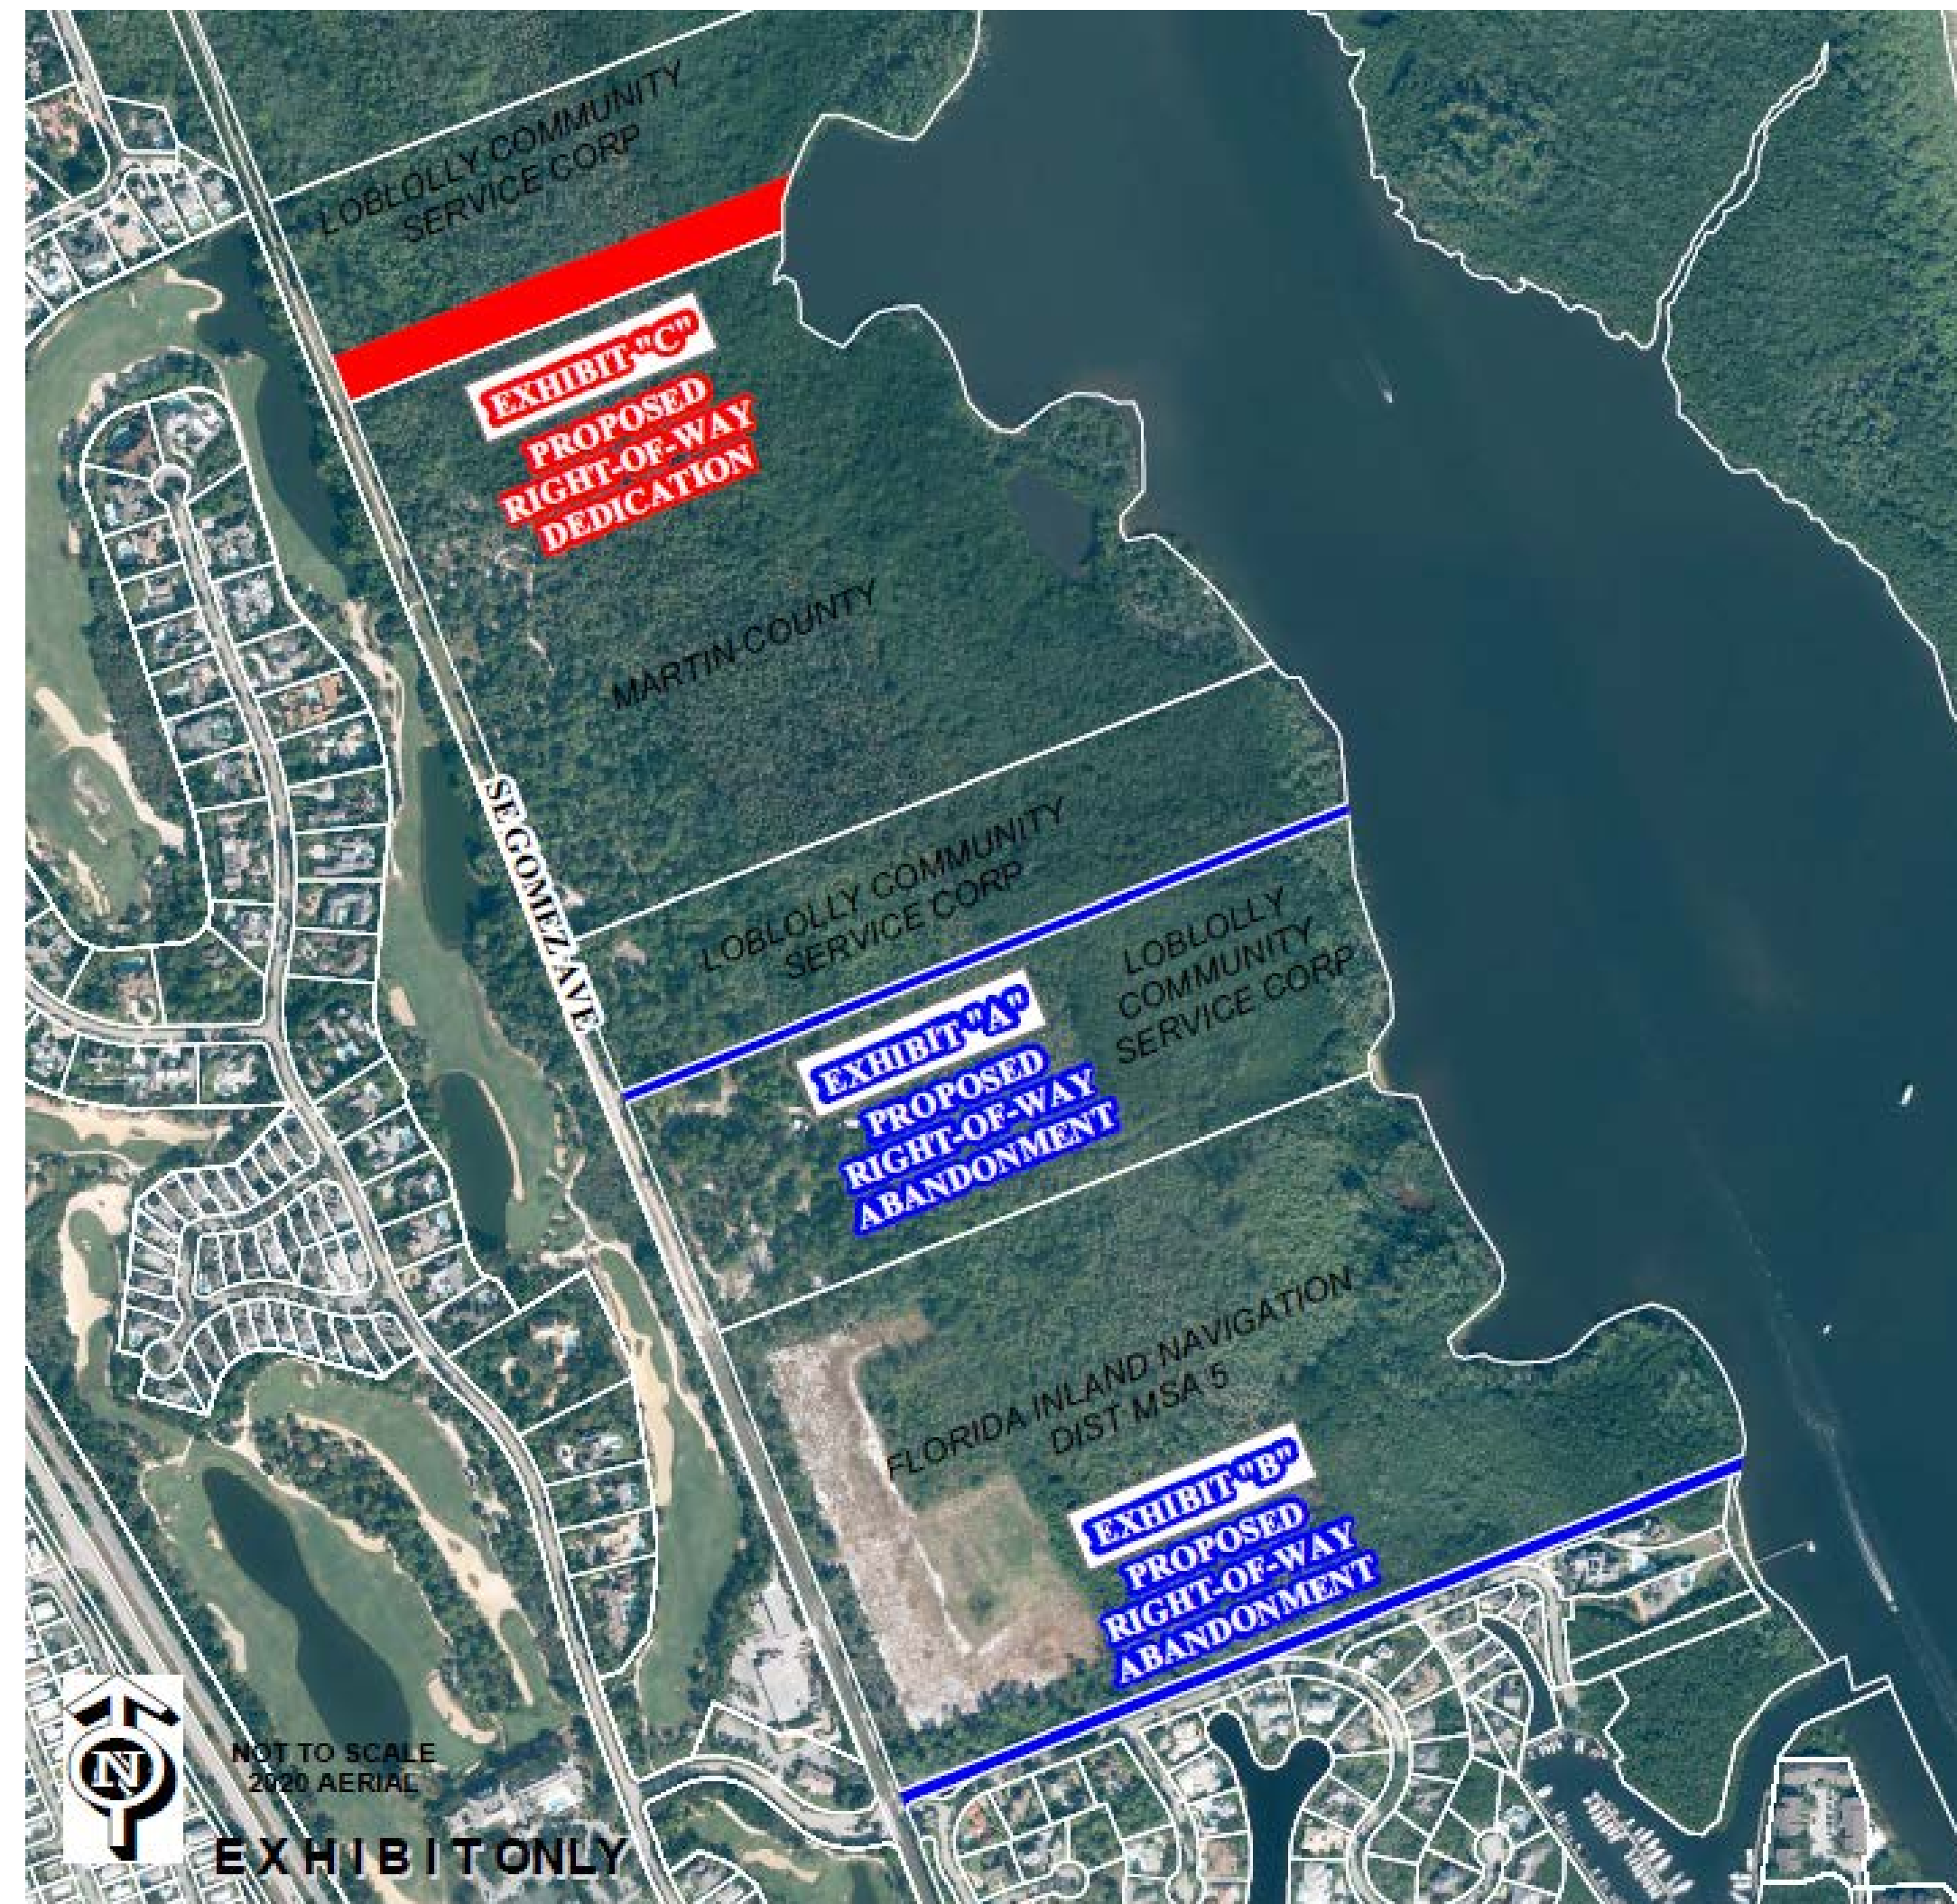 LOBLOLLY COMMUNITY
SERVICE CORP
EXHIBIT "C"
PROPOSED
RIGHT-OF-WAY
DEDICATION
MARTIN COUNTY
SE GOMEZ AVE
LOBLOLLY COMMUNITY
SERVICE CORP
LOBLOLLY
COMMUNITY
SERVICE CORP
EXHIBIT "A"
PROPOSED
RIGHT-OF-WAY
ABANDONMENT
FLORIDA INLAND NAVIGATION
DIST MSA 5
EXHIBIT "B"
PROPOSED
RIGHT-OF-WAY
ABANDONMENT
N
NOT TO SCALE
2020 AERIAL
EXHIBIT ONLY